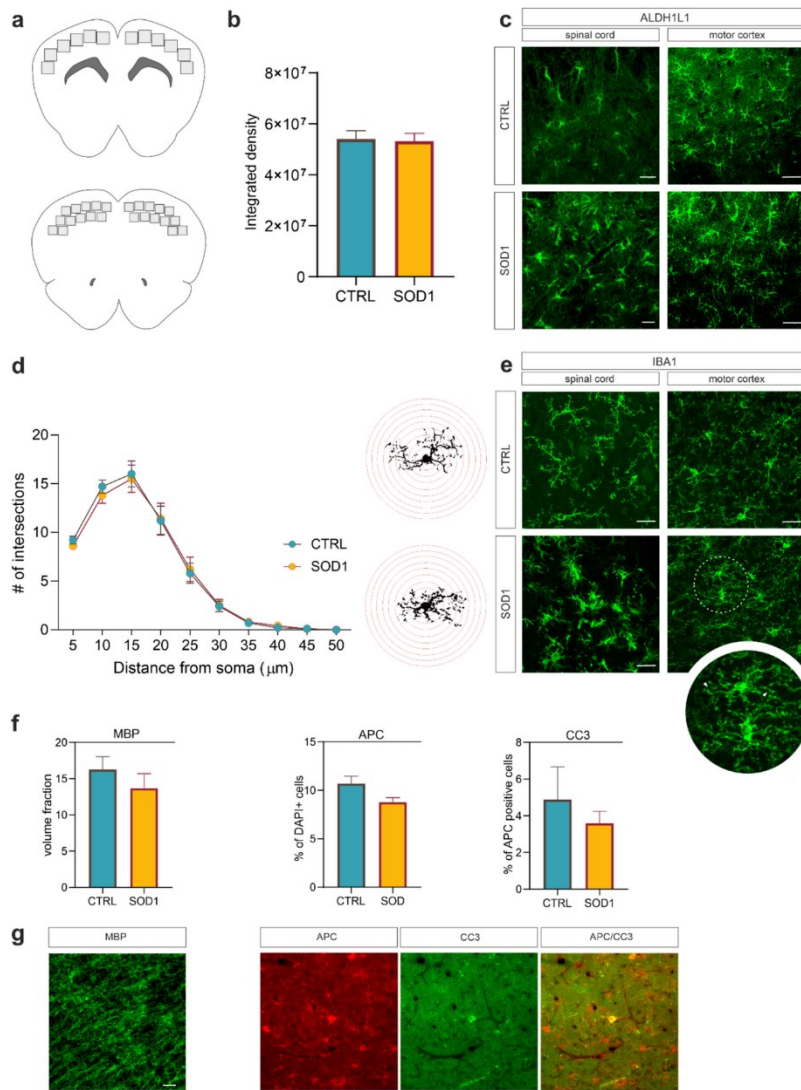 a
b
8×10⁷
6×10⁷
4×10⁷
2×10⁷
0
Integrated density
CTRL SOD1
c
ALDH1L1
spinal cord motor cortex
CTRL
SOD1
d
20
15
10
5
0
# of intersections
CTRL
SOD1
5 10 15 20 25 30 35 40 45 50
Distance from soma (μm)
e
IBA1
spinal cord motor cortex
CTRL
SOD1
f
MBP
20
15
10
5
0
volume fraction
CTRL SOD1
APC
15
10
5
0
% of DAPI+ cells
CTRL SOD
CC3
8
6
4
2
0
% of APC positive cells
CTRL SOD1
g
MBP
APC
CC3
APC/CC3